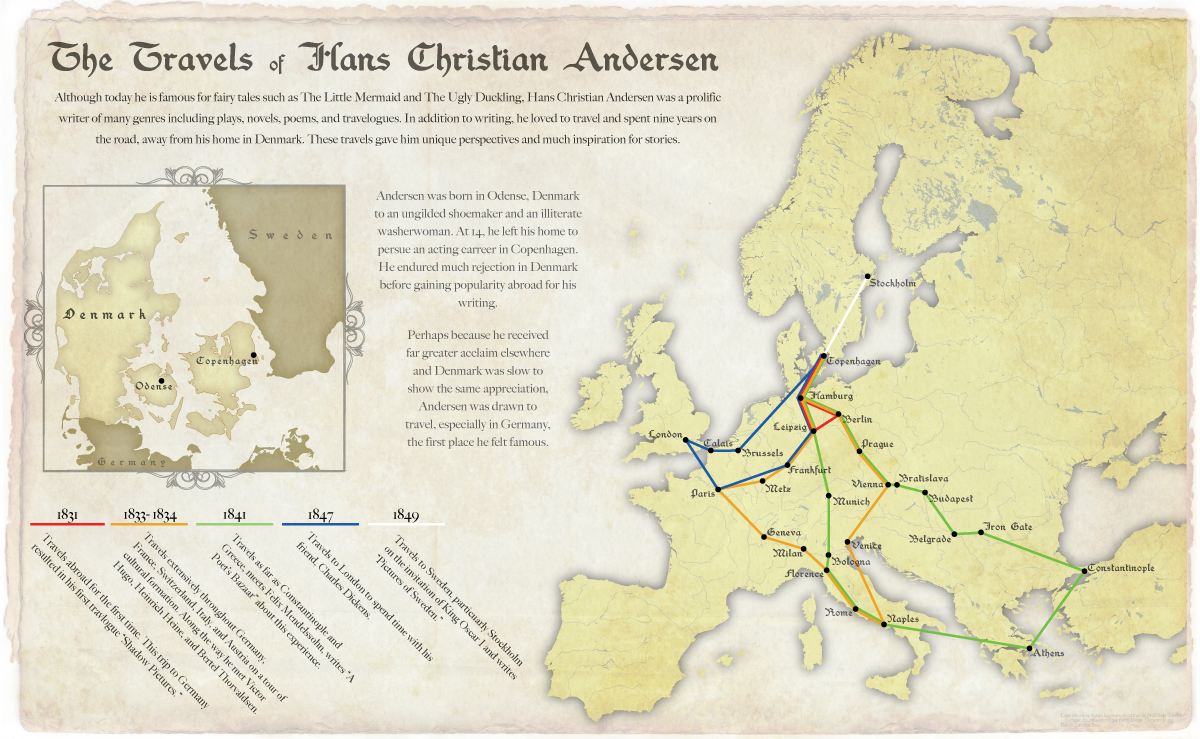 The Travels of Hans Christian Andersen
Although today he is famous for fairy tales such as The Little Mermaid and The Ugly Duckling, Hans Christian Andersen was a prolific
writer of many genres including plays, novels, poems, and travelogues. In addition to writing, he loved to travel and spent nine years on
the road, away from his home in Denmark. These travels gave him unique perspectives and much inspiration for stories.
Sweden
Denmark
Copenhagen
Odense
Germany
Andersen was born in Odense, Denmark
to an ungilded shoemaker and an illiterate
washerwoman. At 14, he left his home to
persue an acting carreer in Copenhagen.
He endured much rejection in Denmark
before gaining popularity abroad for his
writing.
Perhaps because he received
far greater acclaim elsewhere
and Denmark was slow to
show the same appreciation,
Andersen was drawn to
travel, especially in Germany,
the first place he felt famous.
1831
Travels abroad for the first time. This trip to Germany
resulted in his first travlogue "Shadow Pictures."
1833-1834
Travels extensively throughout Germany,
France, Switzerland, Italy, and Austria on a tour of
cultural formation. Along the way he met Victor
Hugo, Heinrich Heine, and Bertel Thorvaldsen.
1841
Travels as far as Constantinople and
Greece, meets Felix Mendelssohn, writes "A
Poet's Bazaar" about this experience.
1847
Travels to London to spend time with his
friend, Charles Dickens.
1849
Travels to Sweden, particularly Stockholm
on the invitation of King Oscar I and writes
"Pictures of Sweden."
Stockholm
Copenhagen
Hamburg
Berlin
Leipzig
London
Calais
Brussels
Prague
Frankfurt
Metz
Paris
Vienna
Bratislava
Budapest
Munich
Geneva
Milan
Venice
Belgrade
Iron Gate
Bologna
Florence
Constantinople
Rome
Naples
Athens